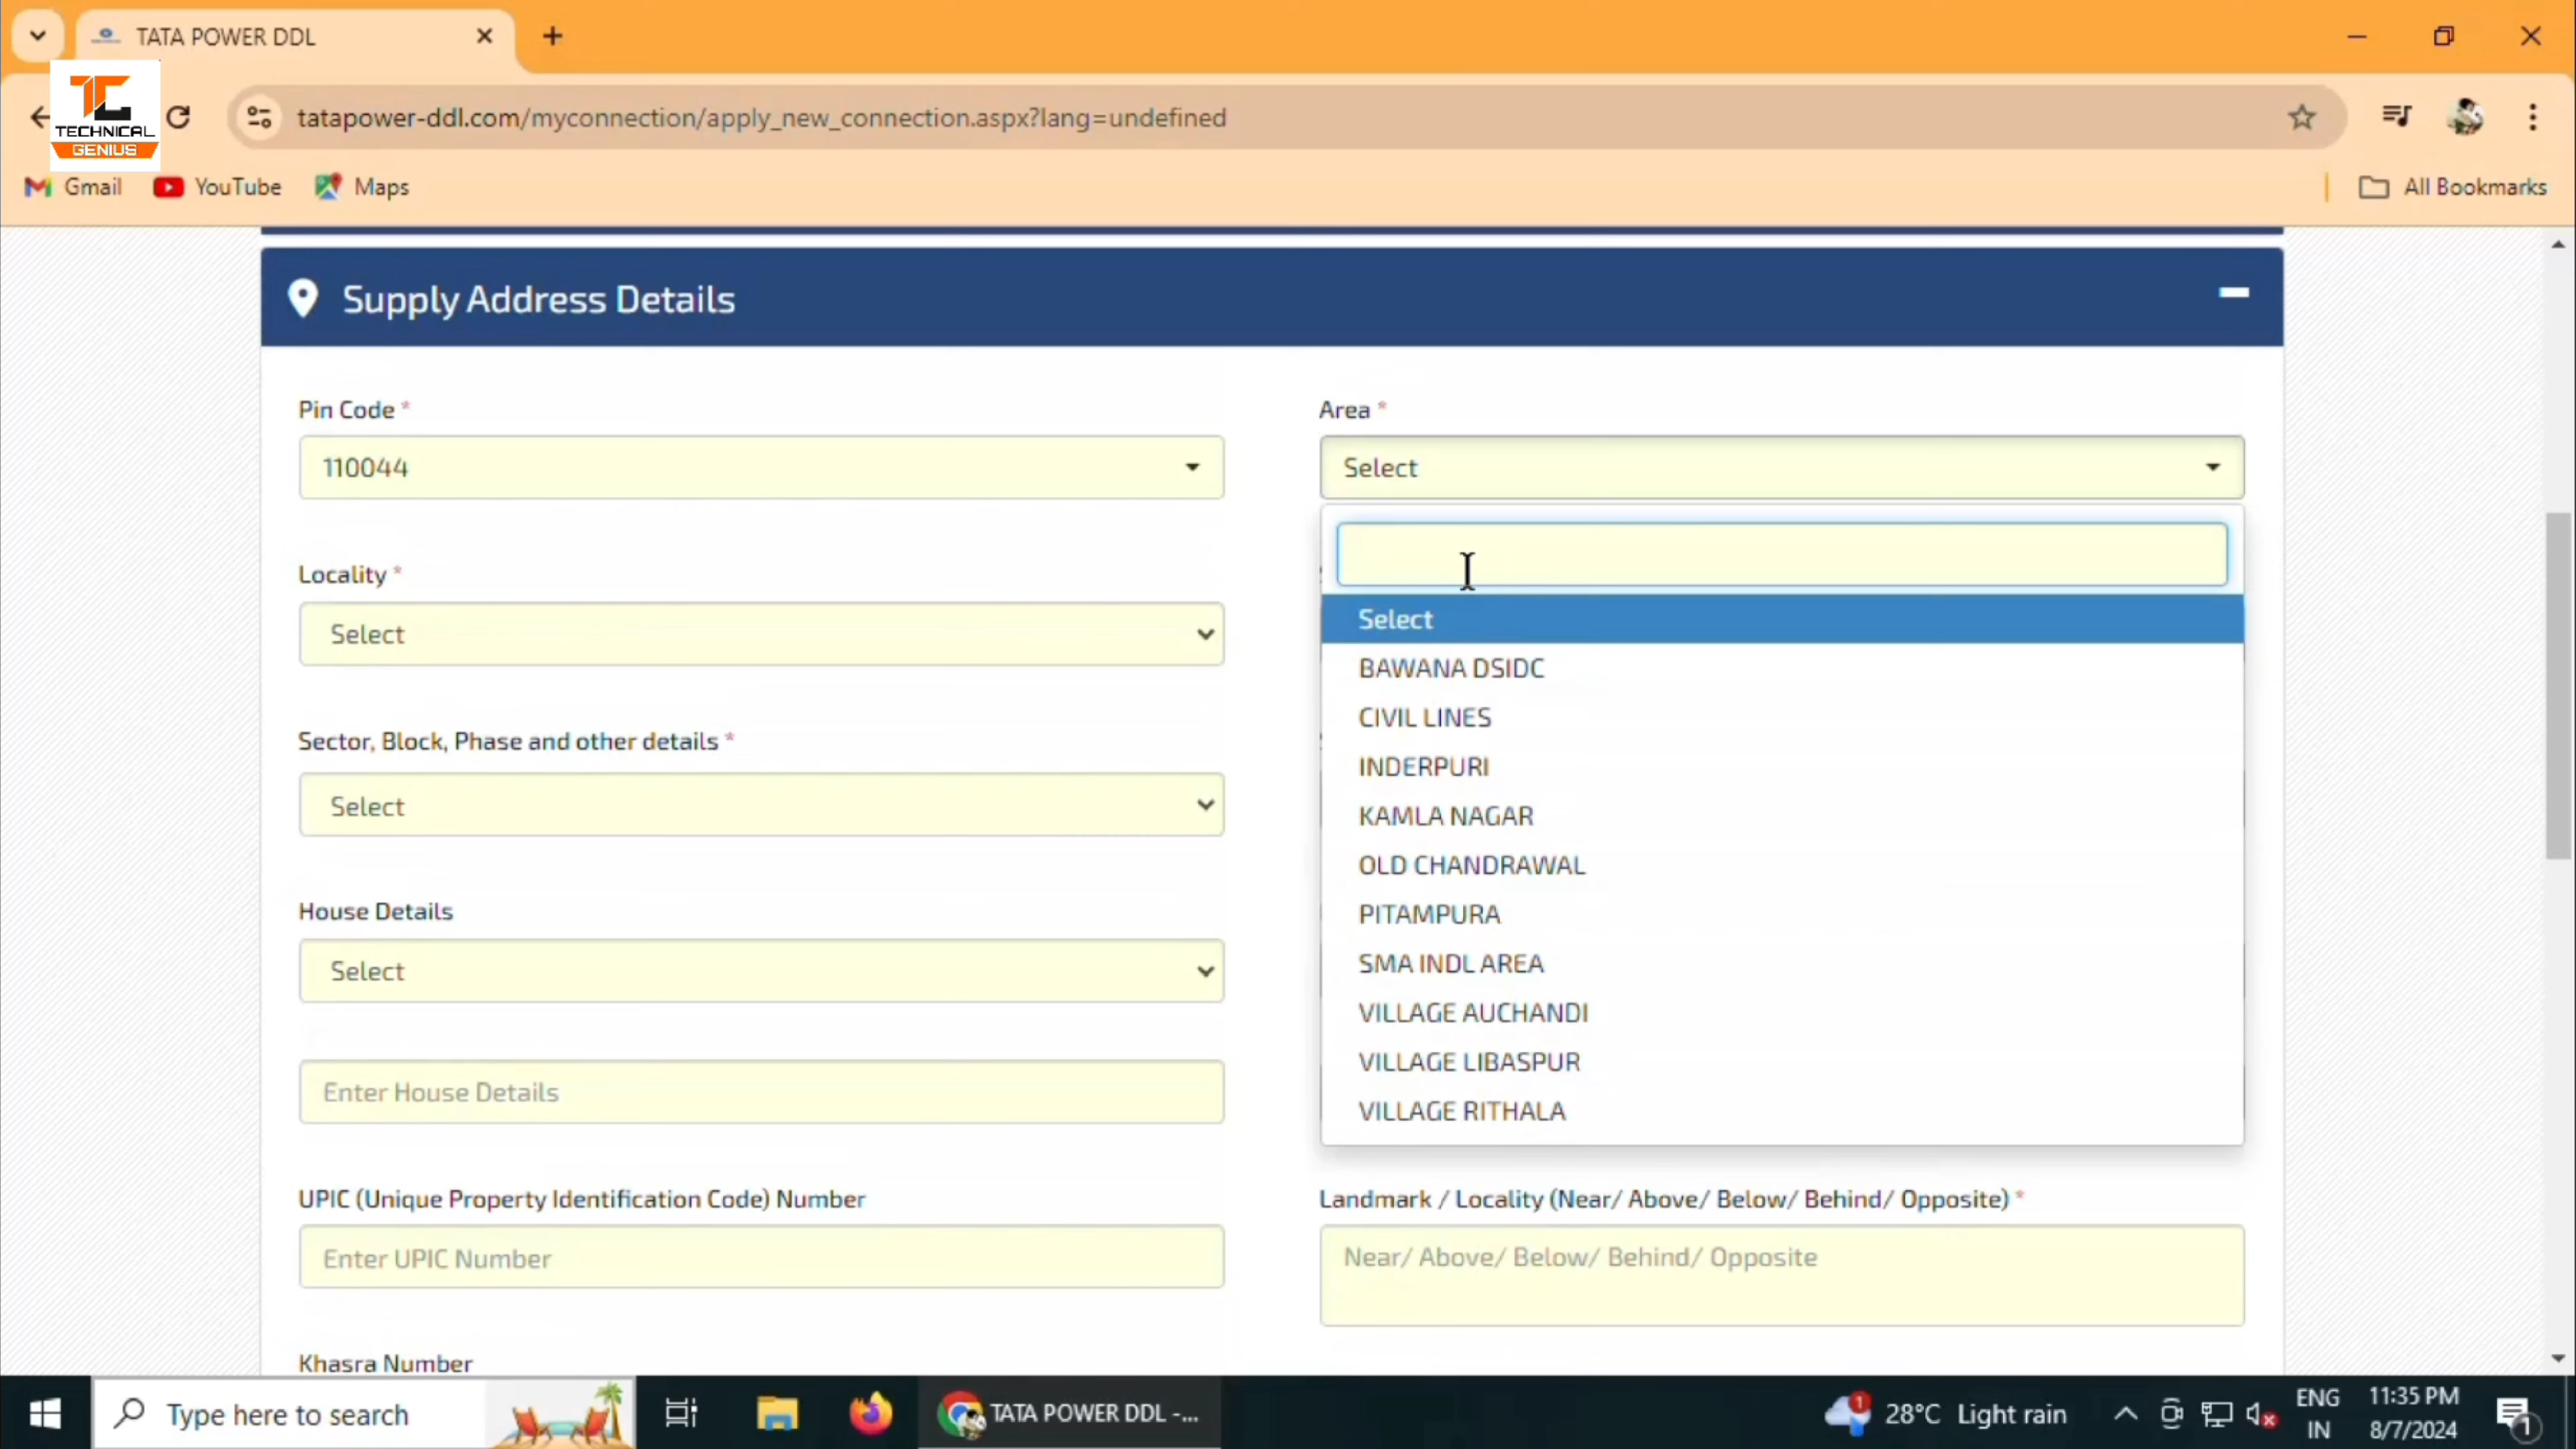 TATA POWER DDL
TECHNICAL
GENIUS
tatapower-ddl.com/myconnection/apply_new_connection.aspx?lang=undefined
Gmail YouTube Maps All Bookmarks
Supply Address Details
Pin Code *
110044
Area *
Select
Select
BAWANA DSIDC
CIVIL LINES
INDERPURI
KAMLA NAGAR
OLD CHANDRAWAL
PITAMPURA
SMA INDL AREA
VILLAGE AUCHANDI
VILLAGE LIBASPUR
VILLAGE RITHALA
Locality *
Select
Sector, Block, Phase and other details *
Select
House Details
Select
Enter House Details
UPIC (Unique Property Identification Code) Number
Enter UPIC Number
Landmark / Locality (Near/ Above/ Below/ Behind/ Opposite) *
Near/ Above/ Below/ Behind/ Opposite
Khasra Number
Type here to search
TATA POWER DDL -...
1
28°C Light rain
ENG
IN
11:35 PM
8/7/2024
1